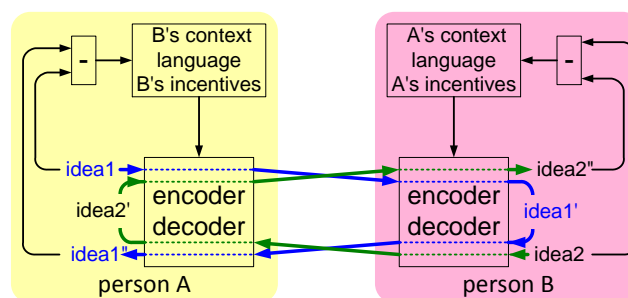 -
B's context
language
B's incentives
A's context
language
A's incentives
-
idea1
encoder
decoder
idea2'
idea1"
person A
encoder
decoder
idea2"
idea1'
idea2
person B